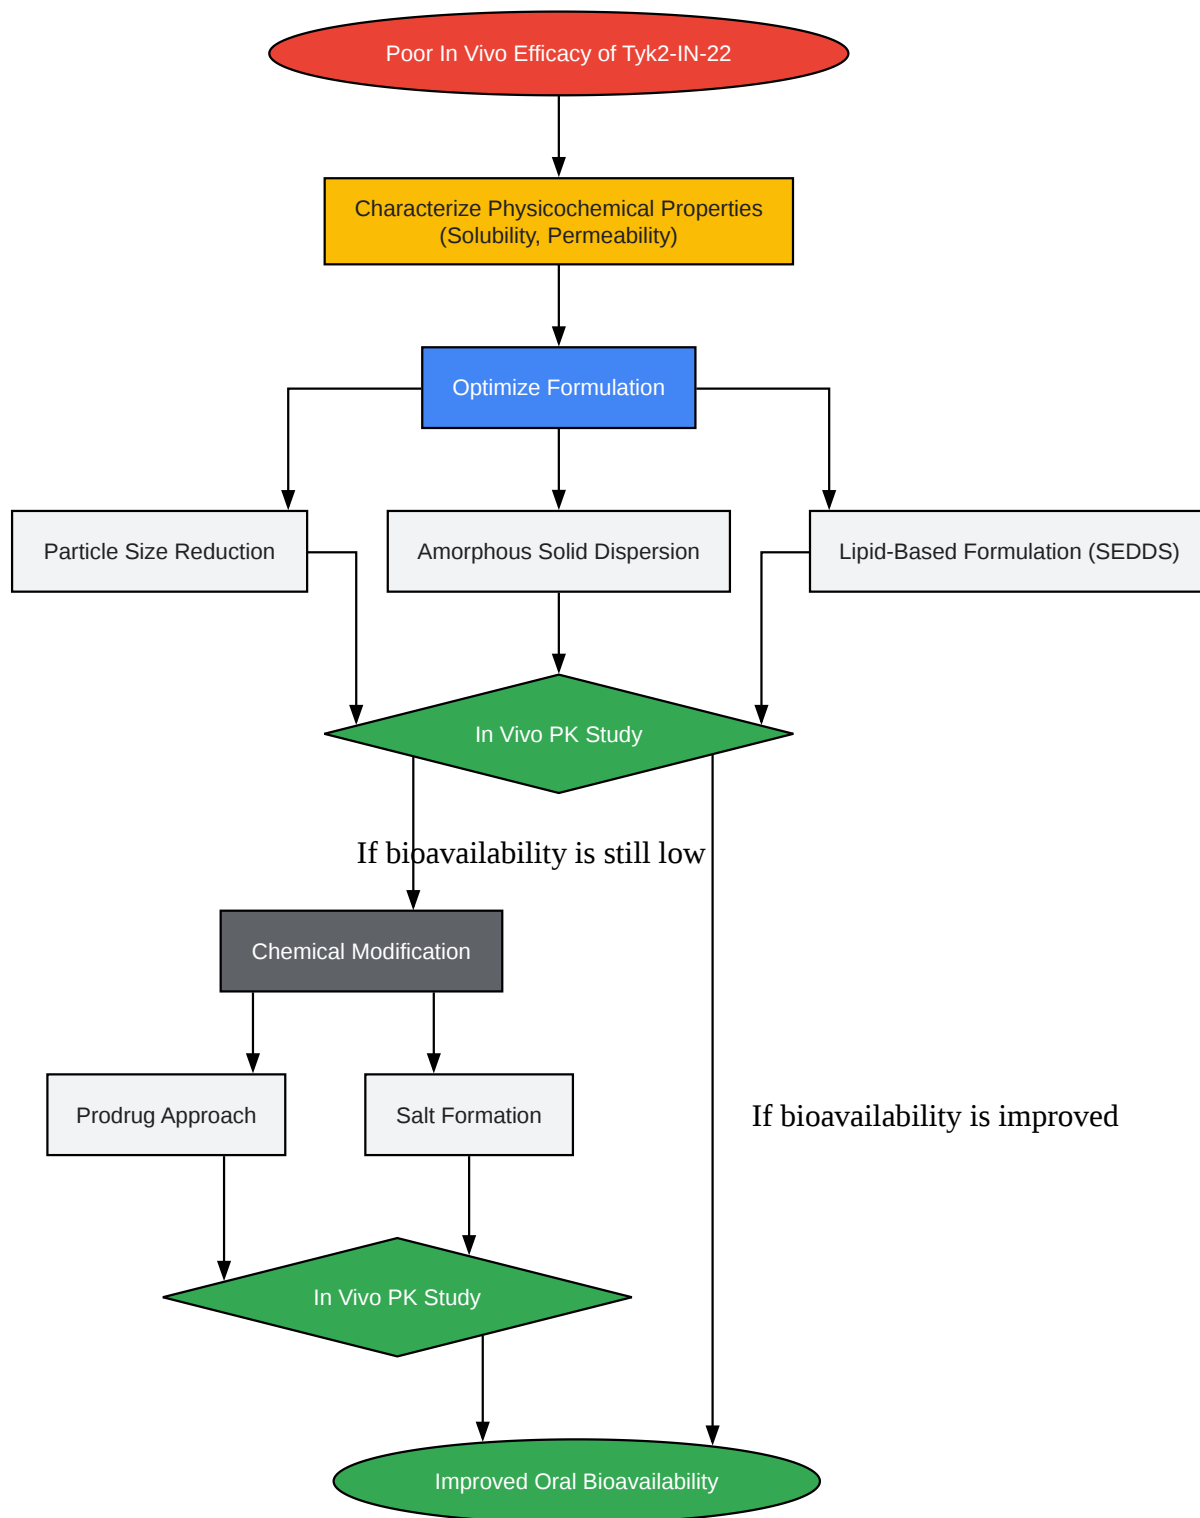 Poor In Vivo Efficacy of Tyk2-IN-22
Characterize Physicochemical Properties
(Solubility, Permeability)
Optimize Formulation
Particle Size Reduction
Amorphous Solid Dispersion
Lipid-Based Formulation (SEDDS)
In Vivo PK Study
If bioavailability is still low
Chemical Modification
Prodrug Approach
Salt Formation
If bioavailability is improved
In Vivo PK Study
Improved Oral Bioavailability